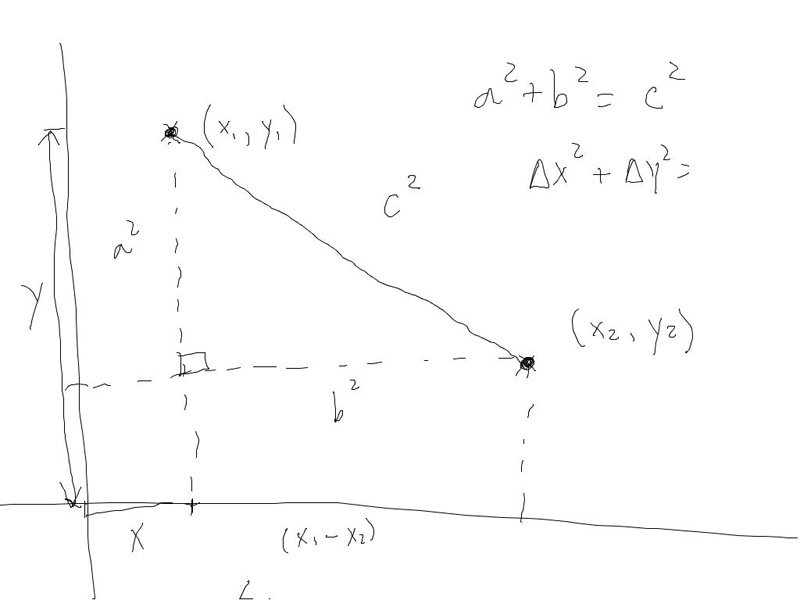 a² + b² = c²
(x₁, y₁)
Δx² + Δy² =
c²
a²
y
(x₂, y₂)
b²
x
(x₁ - x₂)